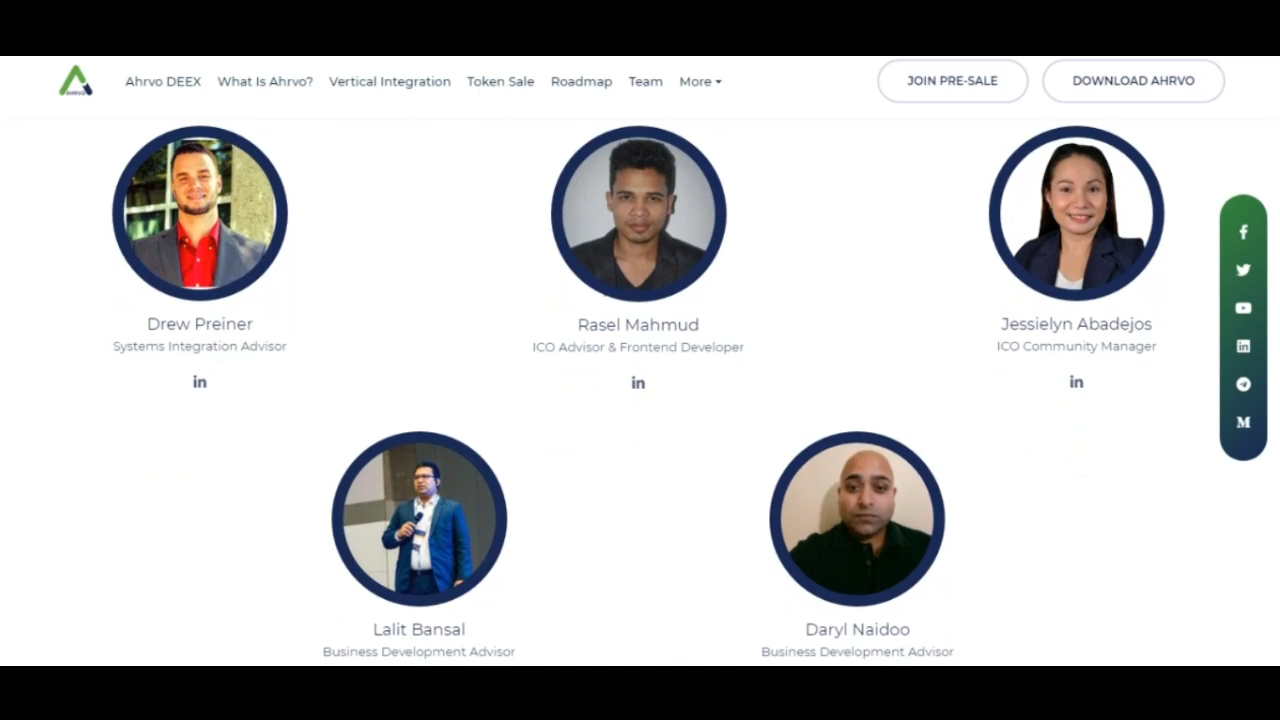 AHRVO
Ahrvo DEEX What Is Ahrvo? Vertical Integration Token Sale Roadmap Team More
JOIN PRE-SALE
DOWNLOAD AHRVO
Drew Preiner
Systems Integration Advisor
in
Rasel Mahmud
ICO Advisor & Frontend Developer
in
Jessielyn Abadejos
ICO Community Manager
in
Lalit Bansal
Business Development Advisor
Daryl Naidoo
Business Development Advisor